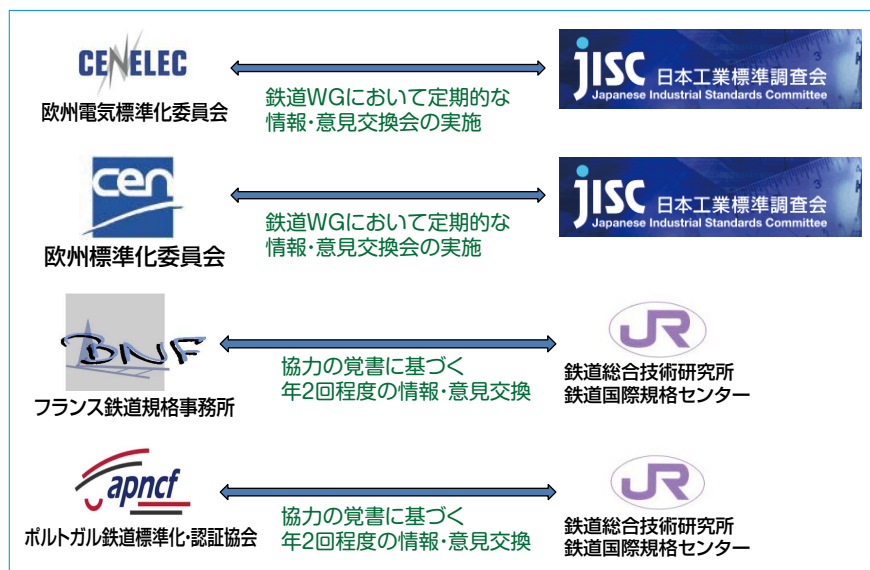 CENELEC
欧州電気標準化委員会
鉄道WGにおいて定期的な
情報・意見交換会の実施
jISC 日本工業標準調査会
Japanese Industrial Standards Committee
cen
欧州標準化委員会
鉄道WGにおいて定期的な
情報・意見交換会の実施
jISC 日本工業標準調査会
Japanese Industrial Standards Committee
BNF
フランス鉄道規格事務所
協力の覚書に基づく
年2回程度の情報・意見交換
JR
鉄道総合技術研究所
鉄道国際規格センター
apncf
ポルトガル鉄道標準化・認証協会
協力の覚書に基づく
年2回程度の情報・意見交換
JR
鉄道総合技術研究所
鉄道国際規格センター